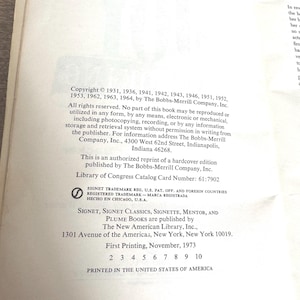 Copyright © 1931, 1936, 1941, 1942, 1943, 1946, 1951, 1952,
1953, 1962, 1963, 1964, by The Bobbs-Merrill Company, Inc.
All rights reserved. No part of this book may be reproduced or
utilized in any form, by any means, electronic or mechanical,
including photocopying, recording, or by any information
storage and retrieval system without permission in writing from
the publisher. For information address The Bobbs-Merrill
Company, Inc., 4300 West 62nd Street, Indianapolis,
Indiana 46268.
This is an authorized reprint of a hardcover edition
published by The Bobbs-Merrill Company, Inc.
Library of Congress Catalog Card Number: 61-7902
SIGNET TRADEMARK REG. U.S. PAT. OFF. AND FOREIGN COUNTRIES
REGISTERED TRADEMARK—MARCA REGISTRADA
HECHO EN CHICAGO, U.S.A.
SIGNET, SIGNET CLASSICS, SIGNETTE, MENTOR, AND
PLUME BOOKS are published by
The New American Library, Inc.,
1301 Avenue of the Americas, New York, New York 10019.
First Printing, November, 1973
2 3 4 5 6 7 8 9 10
PRINTED IN THE UNITED STATES OF AMERICA